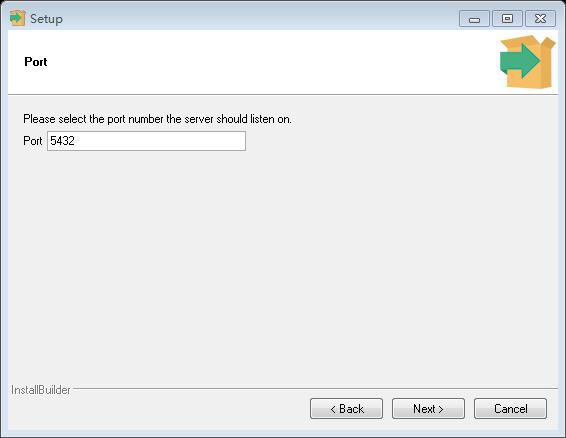 Setup
Port
Please select the port number the server should listen on.
Port 5432
InstallBuilder
< Back Next > Cancel